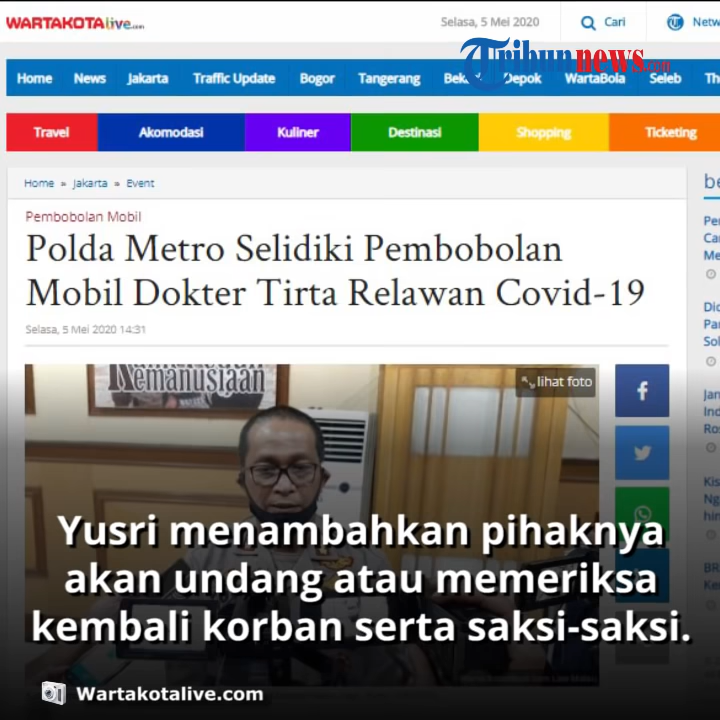 WARTAKOTAlive.com
Selasa, 5 Mei 2020
Cari
Netw
Tribunnews.com
Home News Jakarta Traffic Update Bogor Tangerang Depok WartaBola Seleb
Travel Akomodasi Kuliner Destinasi Shopping Ticketing
Home » Jakarta » Event
Pembobolan Mobil
Polda Metro Selidiki Pembobolan
Mobil Dokter Tirta Relawan Covid-19
Selasa, 5 Mei 2020 14:31
Kemanusiaan
lihat foto
Yusri menambahkan pihaknya
akan undang atau memeriksa
kembali korban serta saksi-saksi.
Wartakotalive.com